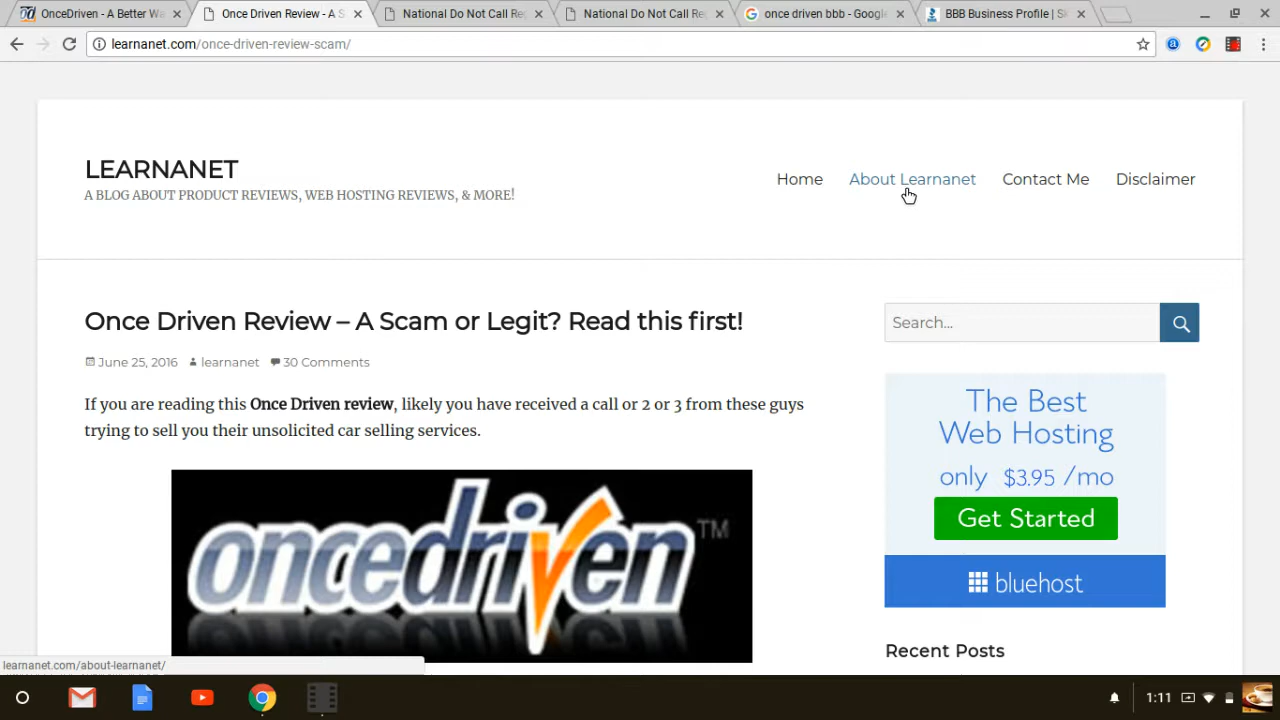 OnceDriven - A Better Wa
Once Driven Review - A S
National Do Not Call Reg
National Do Not Call Reg
once driven bbb - Google
BBB Business Profile | S
learnanet.com/once-driven-review-scam/
LEARNANET
A BLOG ABOUT PRODUCT REVIEWS, WEB HOSTING REVIEWS, & MORE!
Home About Learnanet Contact Me Disclaimer
Once Driven Review – A Scam or Legit? Read this first!
June 25, 2016 learnanet 30 Comments
If you are reading this Once Driven review, likely you have received a call or 2 or 3 from these guys
trying to sell you their unsolicited car selling services.
oncedriven TM
Search...
The Best
Web Hosting
only $3.95 /mo
Get Started
bluehost
Recent Posts
learnanet.com/about-learnanet/
1:11